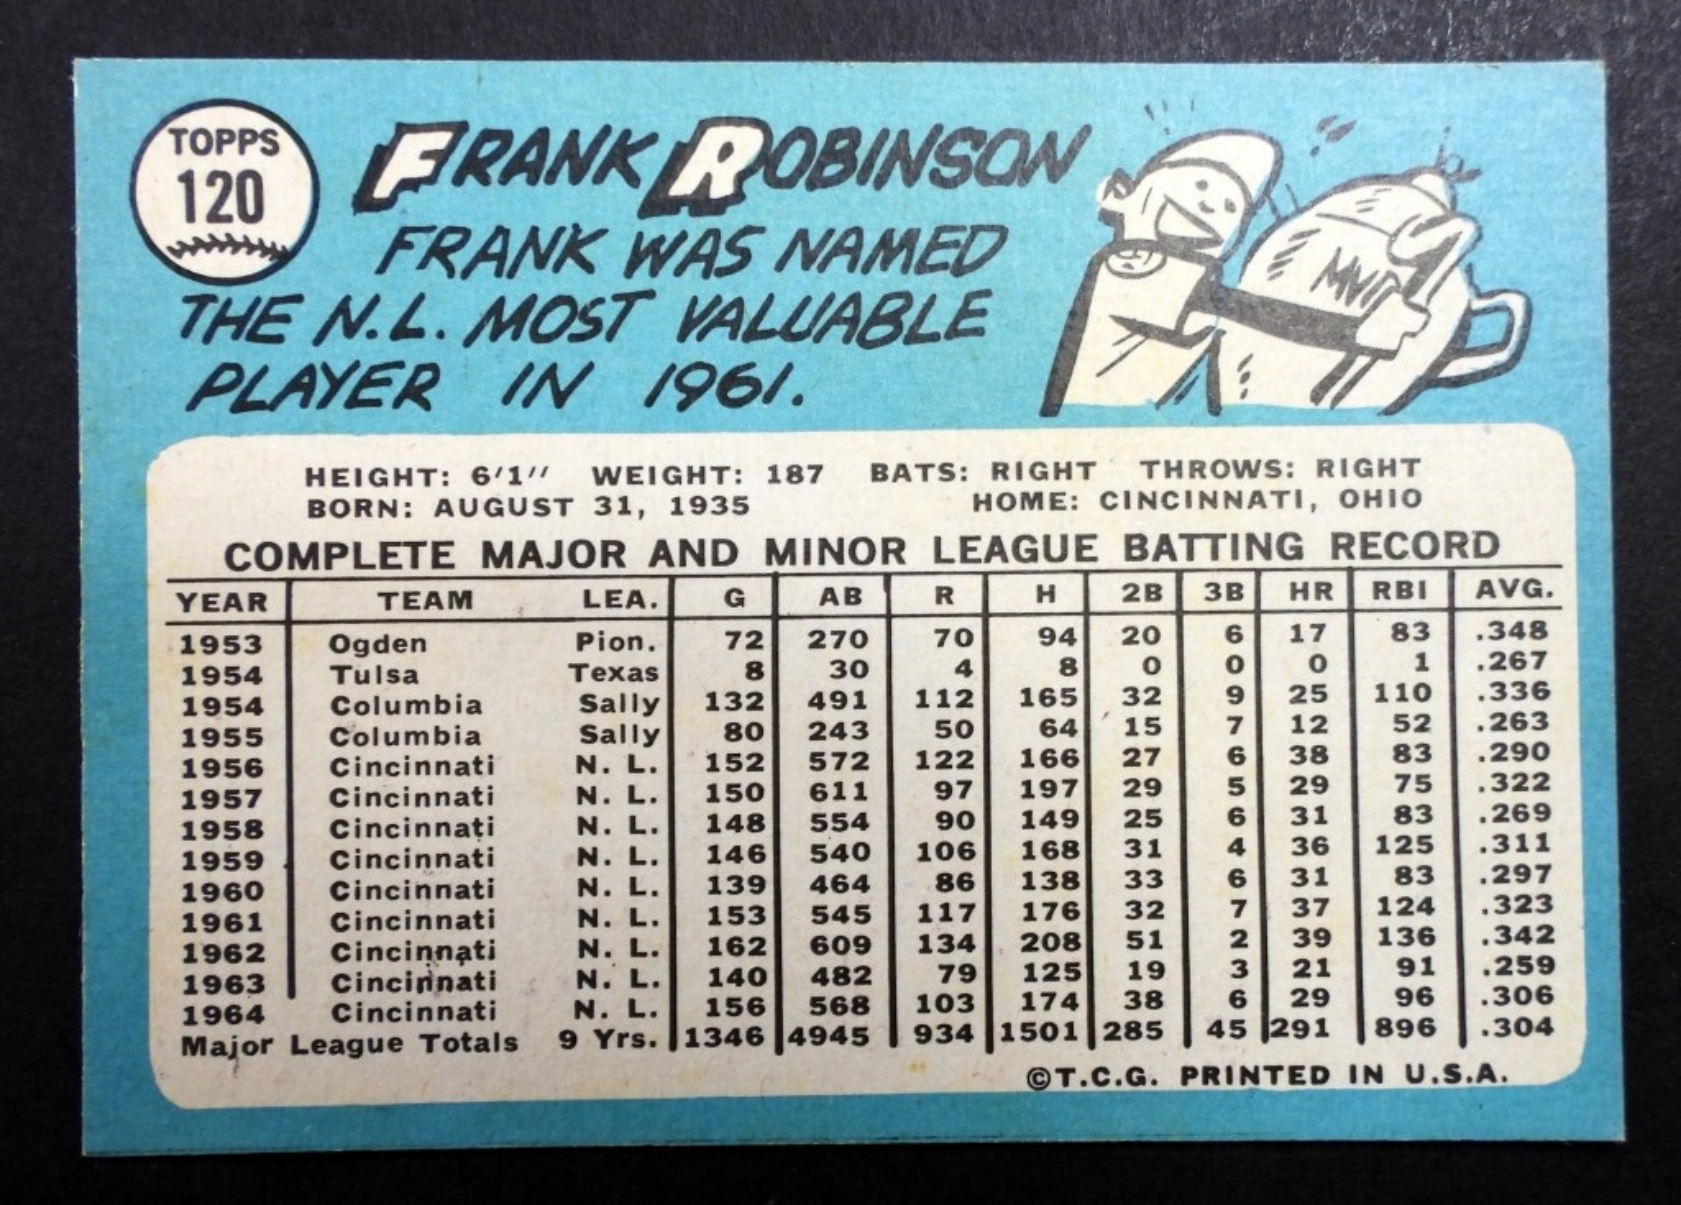 TOPPS
120
FRANK ROBINSON
FRANK WAS NAMED
THE N.L. MOST VALUABLE
PLAYER IN 1961.
MVP
HEIGHT: 6'1" WEIGHT: 187 BATS: RIGHT THROWS: RIGHT
BORN: AUGUST 31, 1935 HOME: CINCINNATI, OHIO
COMPLETE MAJOR AND MINOR LEAGUE BATTING RECORD
YEAR TEAM LEA. G AB R H 2B 3B HR RBI AVG.
1953 Ogden Pion. 72 270 70 94 20 6 17 83 .348
1954 Tulsa Texas 8 30 4 8 0 0 0 1 .267
1954 Columbia Sally 132 491 112 165 32 9 25 110 .336
1955 Columbia Sally 80 243 50 64 15 7 12 52 .263
1956 Cincinnati N. L. 152 572 122 166 27 6 38 83 .290
1957 Cincinnati N. L. 150 611 97 197 29 5 29 75 .322
1958 Cincinnati N. L. 148 554 90 149 25 6 31 83 .269
1959 Cincinnati N. L. 146 540 106 168 31 4 36 125 .311
1960 Cincinnati N. L. 139 464 86 138 33 6 31 83 .297
1961 Cincinnati N. L. 153 545 117 176 32 7 37 124 .323
1962 Cincinnati N. L. 162 609 134 208 51 2 39 136 .342
1963 Cincinnati N. L. 140 482 79 125 19 3 21 91 .259
1964 Cincinnati N. L. 156 568 103 174 38 6 29 96 .306
Major League Totals 9 Yrs. 1346 4945 934 1501 285 45 291 896 .304
©T.C.G. PRINTED IN U.S.A.